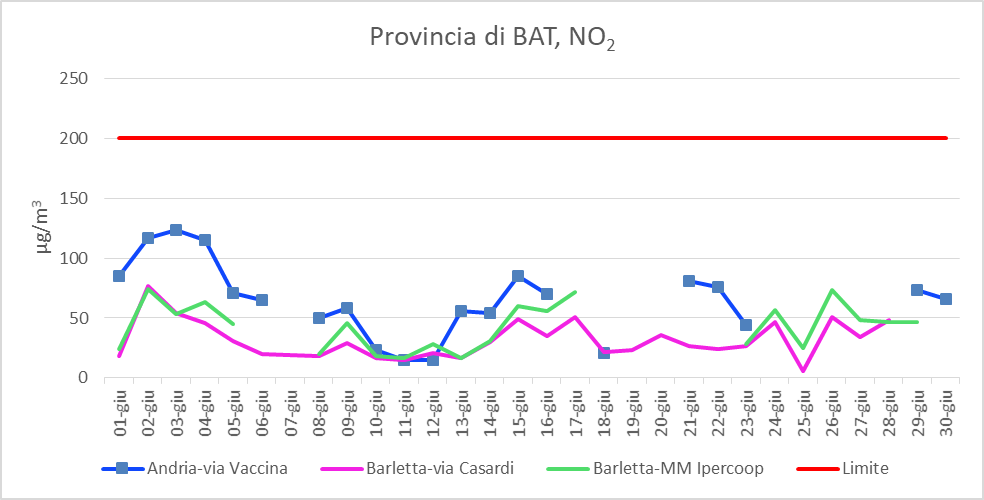 Provincia di BAT, NO₂
µg/m³
250
200
150
100
50
0
01-giu
02-giu
03-giu
04-giu
05-giu
06-giu
07-giu
08-giu
09-giu
10-giu
11-giu
12-giu
13-giu
14-giu
15-giu
16-giu
17-giu
18-giu
19-giu
20-giu
21-giu
22-giu
23-giu
24-giu
25-giu
26-giu
27-giu
28-giu
29-giu
30-giu
Andria-via Vaccina Barletta-via Casardi Barletta-MM Ipercoop Limite